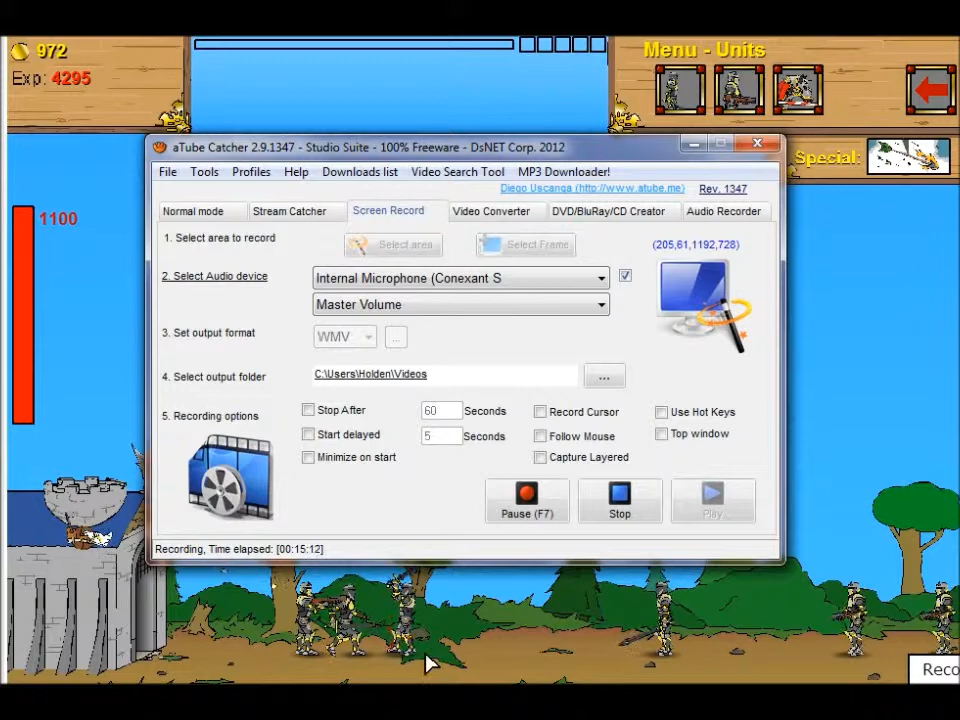 972
Exp: 4295
Menu - Units
Special:
1100
aTube Catcher 2.9.1347 - Studio Suite - 100% Freeware - DsNET Corp. 2012
File Tools Profiles Help Downloads list Video Search Tool MP3 Downloader!
Diego Uscanga (http://www.atube.me) Rev. 1347
Normal mode Stream Catcher Screen Record Video Converter DVD/BluRay/CD Creator Audio Recorder
1. Select area to record Select area Select Frame (205,61,1192,728)
2. Select Audio device Internal Microphone (Conexant S
Master Volume
3. Set output format WMV ...
4. Select output folder C:\Users\Holden\Videos ...
5. Recording options
Stop After 60 Seconds Record Cursor Use Hot Keys
Start delayed 5 Seconds Follow Mouse Top window
Minimize on start Capture Layered
Pause (F7) Stop Play
Recording, Time elapsed: [00:15:12]
Reco